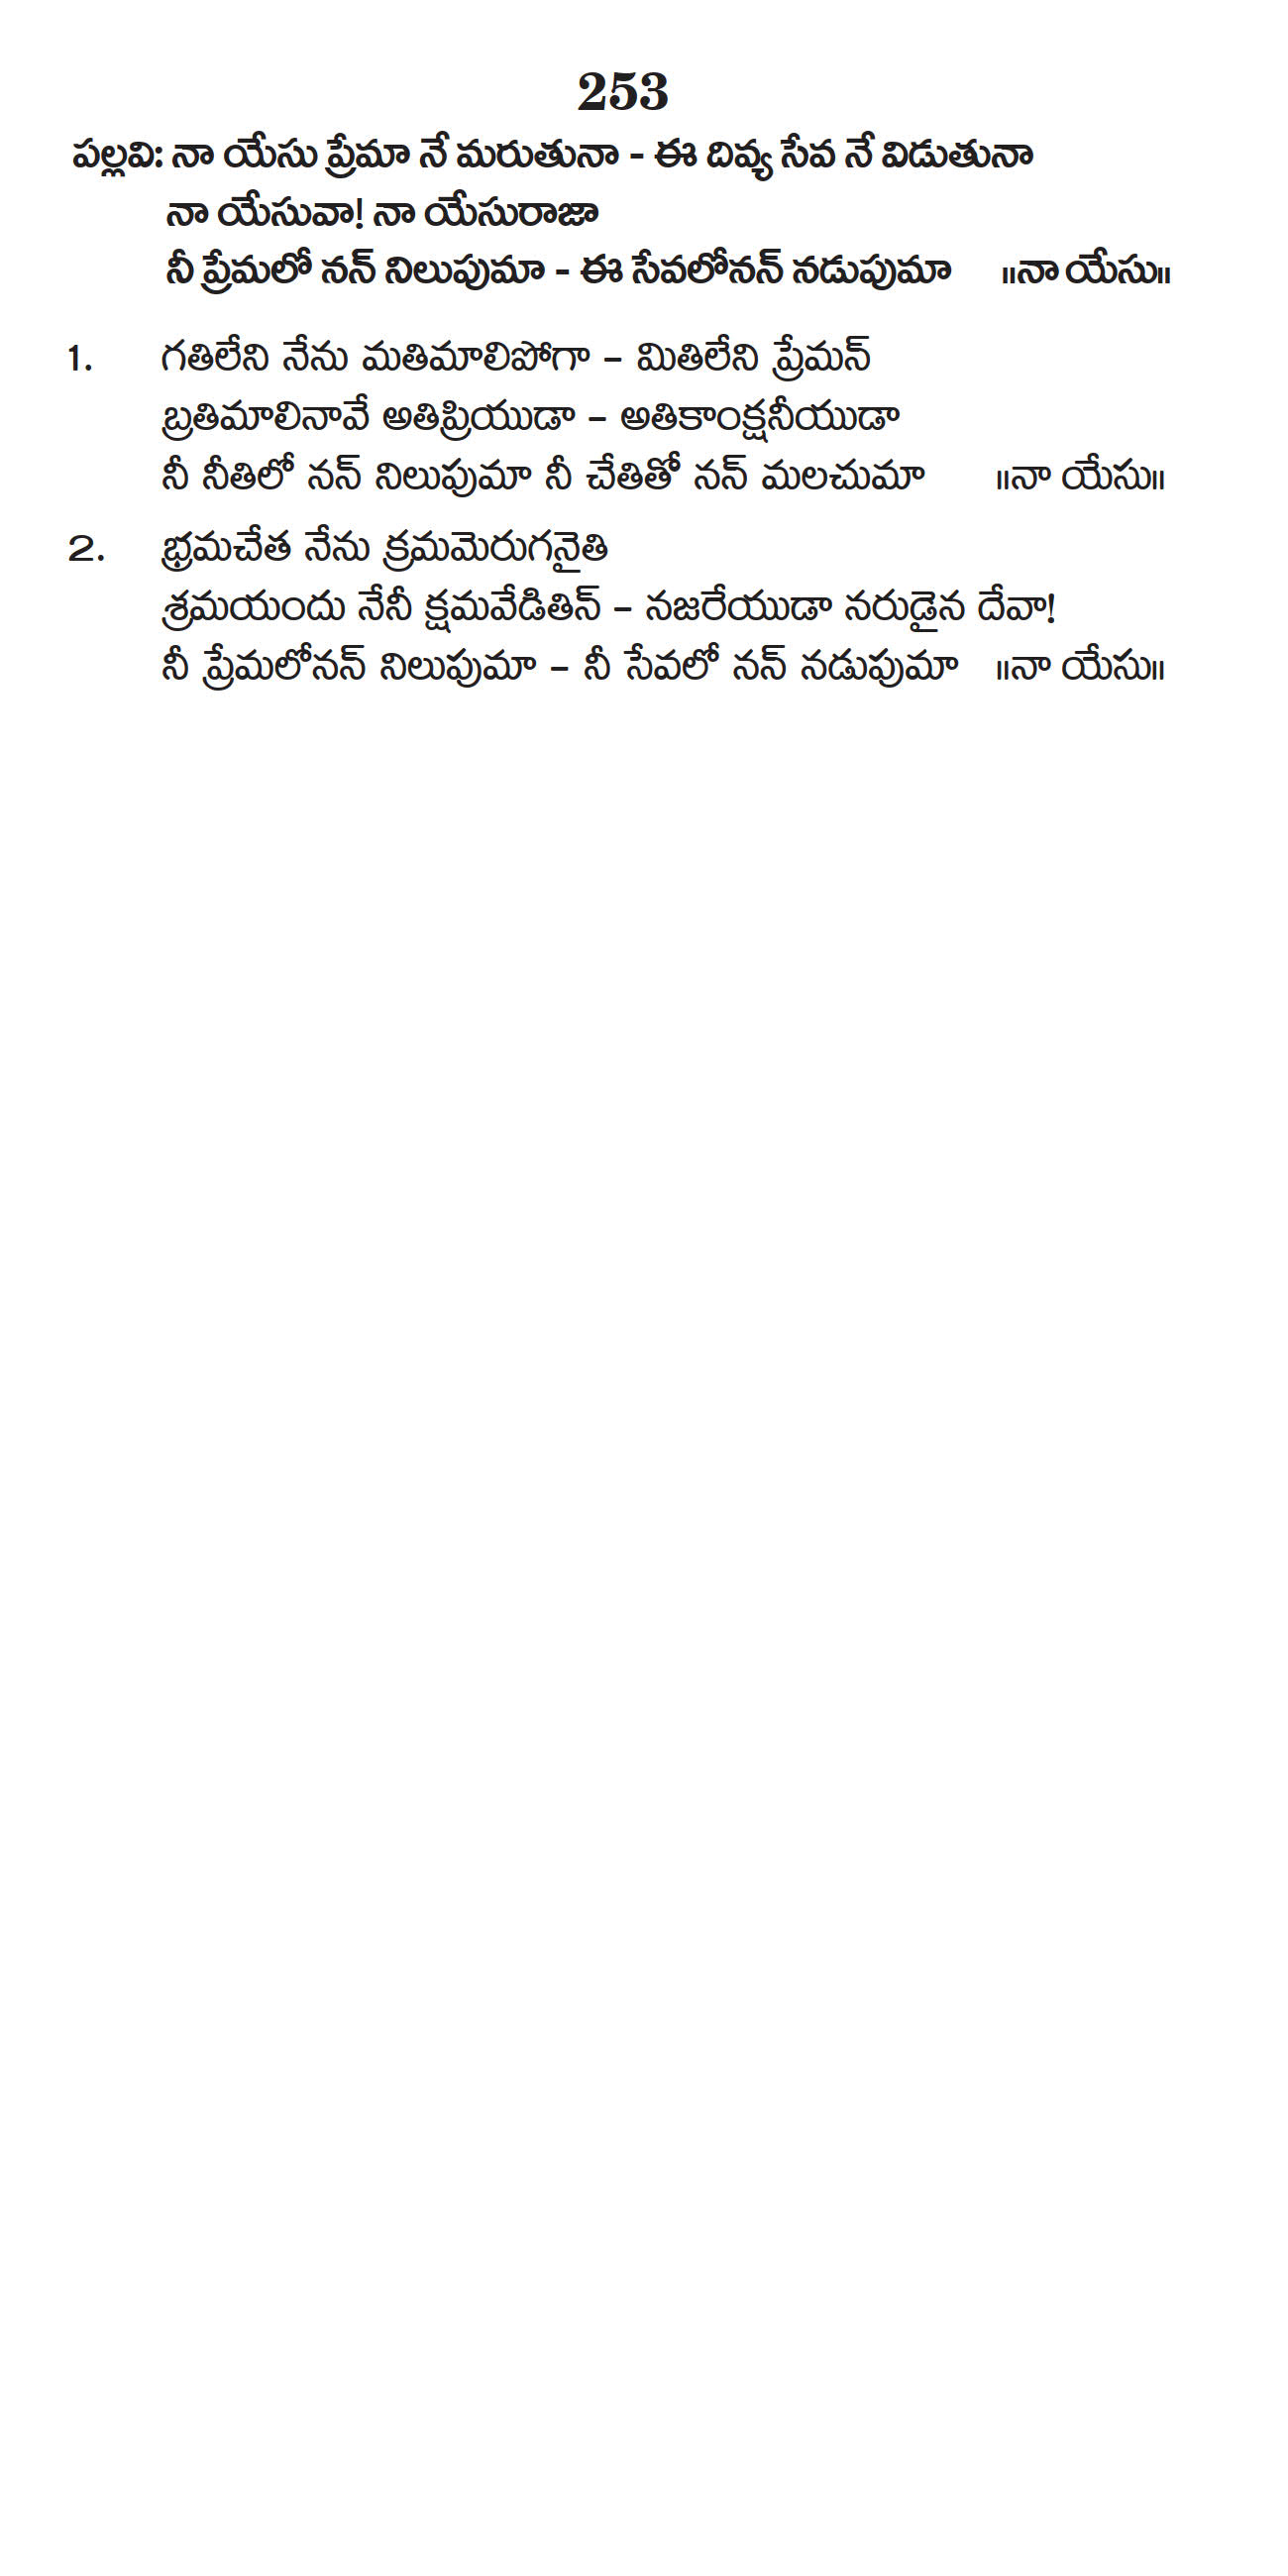 253
పల్లవి: నా యేసు ప్రేమా నే మరుతునా - ఈ దివ్య సేవ నే విడుతునా
నా యేసువా! నా యేసురాజా
నీ ప్రేమలో నన్ నిలుపుమా - ఈ సేవలోనన్ నడుపుమా ॥నా యేసు॥
1. గతిలేని నేను మతిమాలిపోగా – మితిలేని ప్రేమన్
బ్రతిమాలినావే అతిప్రియుడా – అతికాంక్షనీయుడా
నీ నీతిలో నన్ నిలుపుమా నీ చేతితో నన్ మలచుమా ॥నా యేసు॥
2. భ్రమచేత నేను క్రమమెరుగనైతి
శ్రమయందు నేనీ క్షమవేడితిన్ – నజరేయుడా నరుడైన దేవా!
నీ ప్రేమలోనన్ నిలుపుమా – నీ సేవలో నన్ నడుపుమా ॥నా యేసు॥